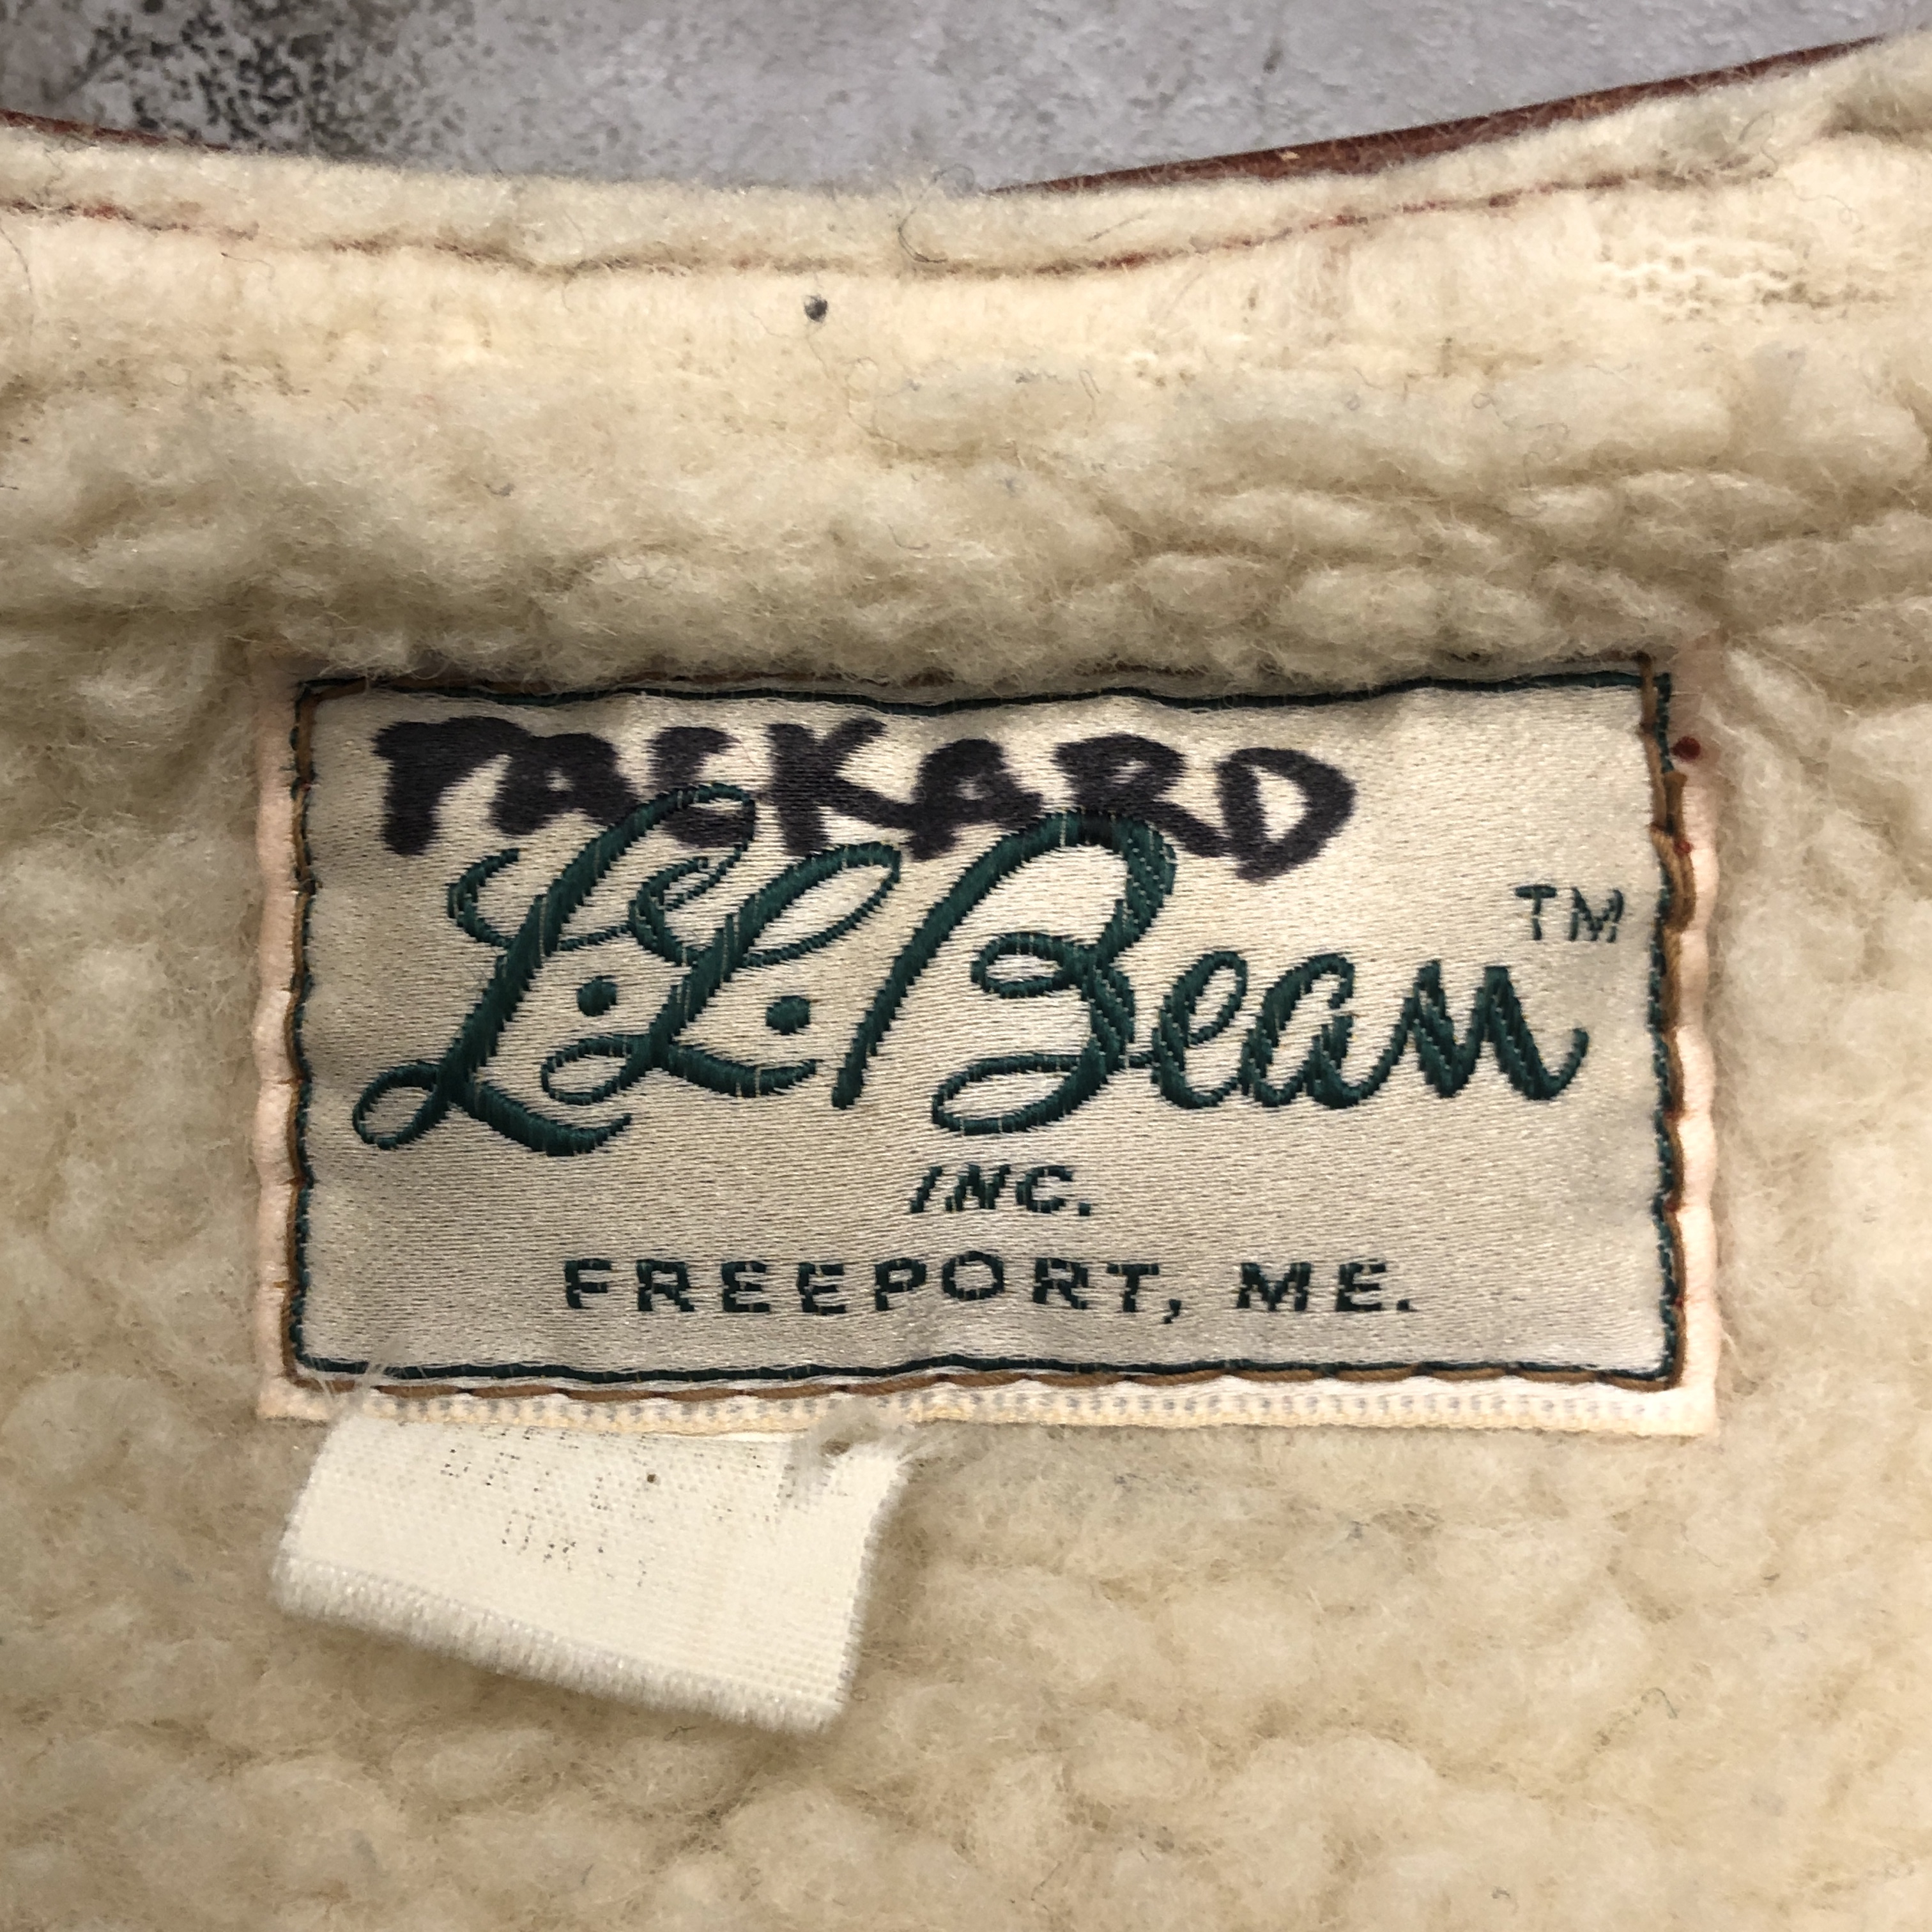 PACKARD
L.L.Bean ™
INC.
FREEPORT, ME.